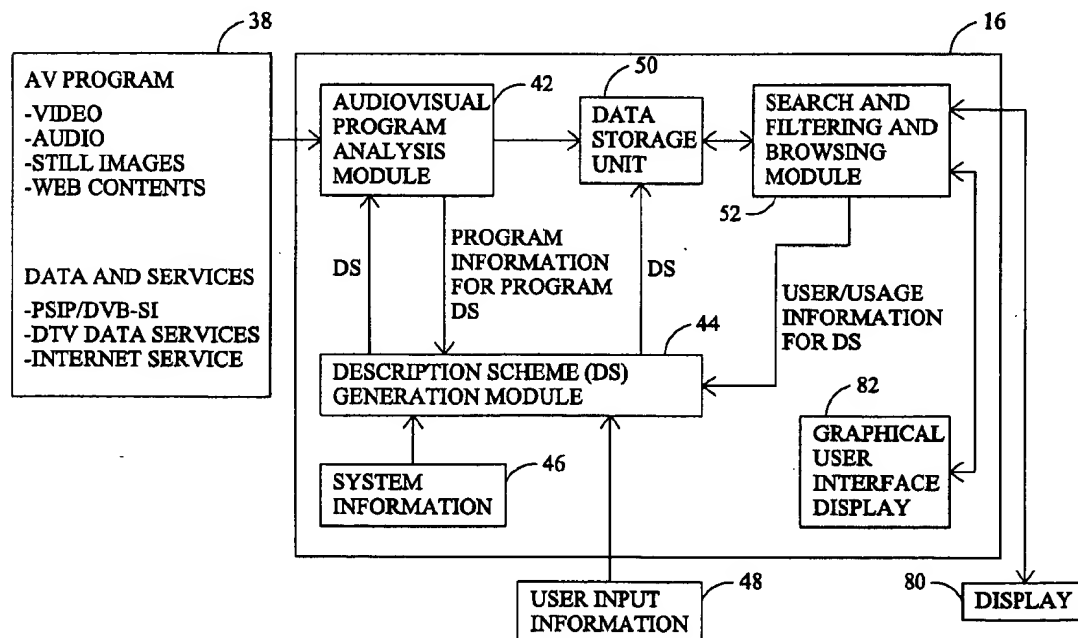 38
AV PROGRAM
-VIDEO
-AUDIO
-STILL IMAGES
-WEB CONTENTS
DATA AND SERVICES
-PSIP/DVB-SI
-DTV DATA SERVICES
-INTERNET SERVICE
16
42
AUDIOVISUAL
PROGRAM
ANALYSIS
MODULE
50
DATA
STORAGE
UNIT
SEARCH AND
FILTERING AND
BROWSING
MODULE
52
DS
PROGRAM
INFORMATION
FOR PROGRAM
DS
DS
USER/USAGE
INFORMATION
FOR DS
44
DESCRIPTION SCHEME (DS)
GENERATION MODULE
46
SYSTEM
INFORMATION
82
GRAPHICAL
USER
INTERFACE
DISPLAY
48
USER INPUT
INFORMATION
80
DISPLAY